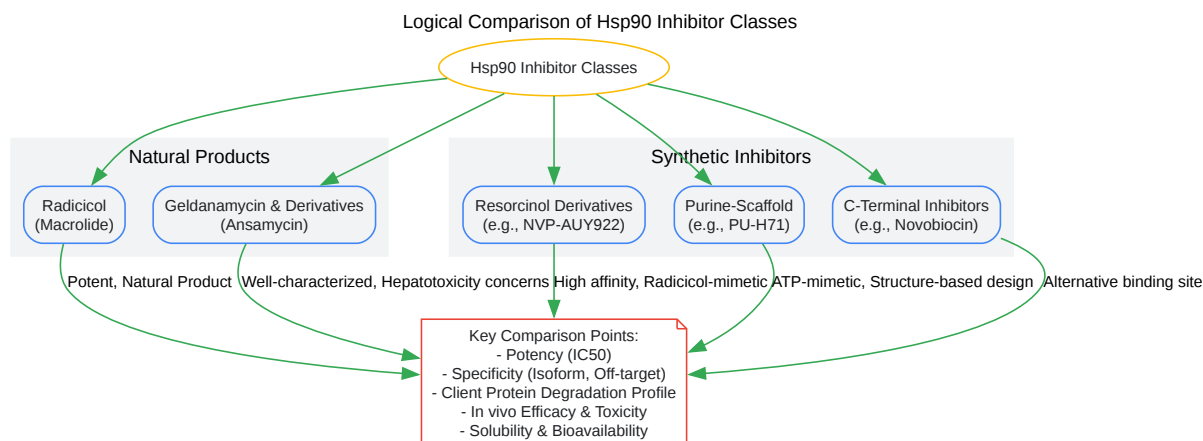 Logical Comparison of Hsp90 Inhibitor Classes
Hsp90 Inhibitor Classes
Natural Products
Synthetic Inhibitors
Radicicol
(Macrolide)
Geldanamycin & Derivatives
(Ansamycin)
Resorcinol Derivatives
(e.g., NVP-AUY922)
Purine-Scaffold
(e.g., PU-H71)
C-Terminal Inhibitors
(e.g., Novobiocin)
Potent, Natural Product
Well-characterized, Hepatotoxicity concerns
High affinity, Radicicol-mimetic
ATP-mimetic, Structure-based design
Alternative binding site
Key Comparison Points:
- Potency (IC50)
- Specificity (Isoform, Off-target)
- Client Protein Degradation Profile
- In vivo Efficacy & Toxicity
- Solubility & Bioavailability